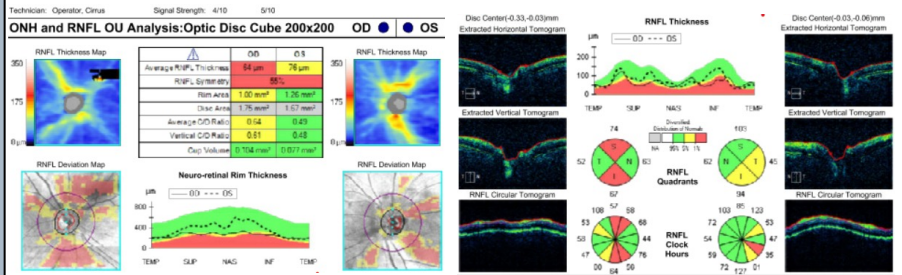 Technician: Operator, Cirrus
Signal Strength: 4/10 5/10
ONH and RNFL OU Analysis:Optic Disc Cube 200x200 OD OS
RNFL Thickness Map
350
175
0 µm
OD OS
Average RNFL Thickness 64 µm 76 µm
RNFL Symmetry 55%
Rim Area 1.00 mm² 1.26 mm²
Disc Area 1.75 mm² 1.67 mm²
Average C/D Ratio 0.64 0.49
Vertical C/D Ratio 0.61 0.48
Cup Volume 0.104 mm³ 0.077 mm³
RNFL Thickness Map
350
175
0 µm
RNFL Deviation Map
Neuro-retinal Rim Thickness
µm OD OS
800
400
0
TEMP SUP NAS INF TEMP
RNFL Deviation Map
Disc Center(-0.33,-0.03)mm
Extracted Horizontal Tomogram
Extracted Vertical Tomogram
RNFL Circular Tomogram
RNFL Thickness
µm OD OS
200
100
0
TEMP SUP NAS INF TEMP
Diversified:
Distribution of Normals
NA 95% 5% 1%
74
S
52 T N 63
I
67
RNFL
Quadrants
103
S
62 N T 45
I
94
108 57 58
53 68
58 44
47 76
64 59
RNFL
Clock
Hours
103 85 123
72 53
54 47
59 35
72 127
Disc Center(-0.03,-0.06)mm
Extracted Horizontal Tomogram
Extracted Vertical Tomogram
RNFL Circular Tomogram